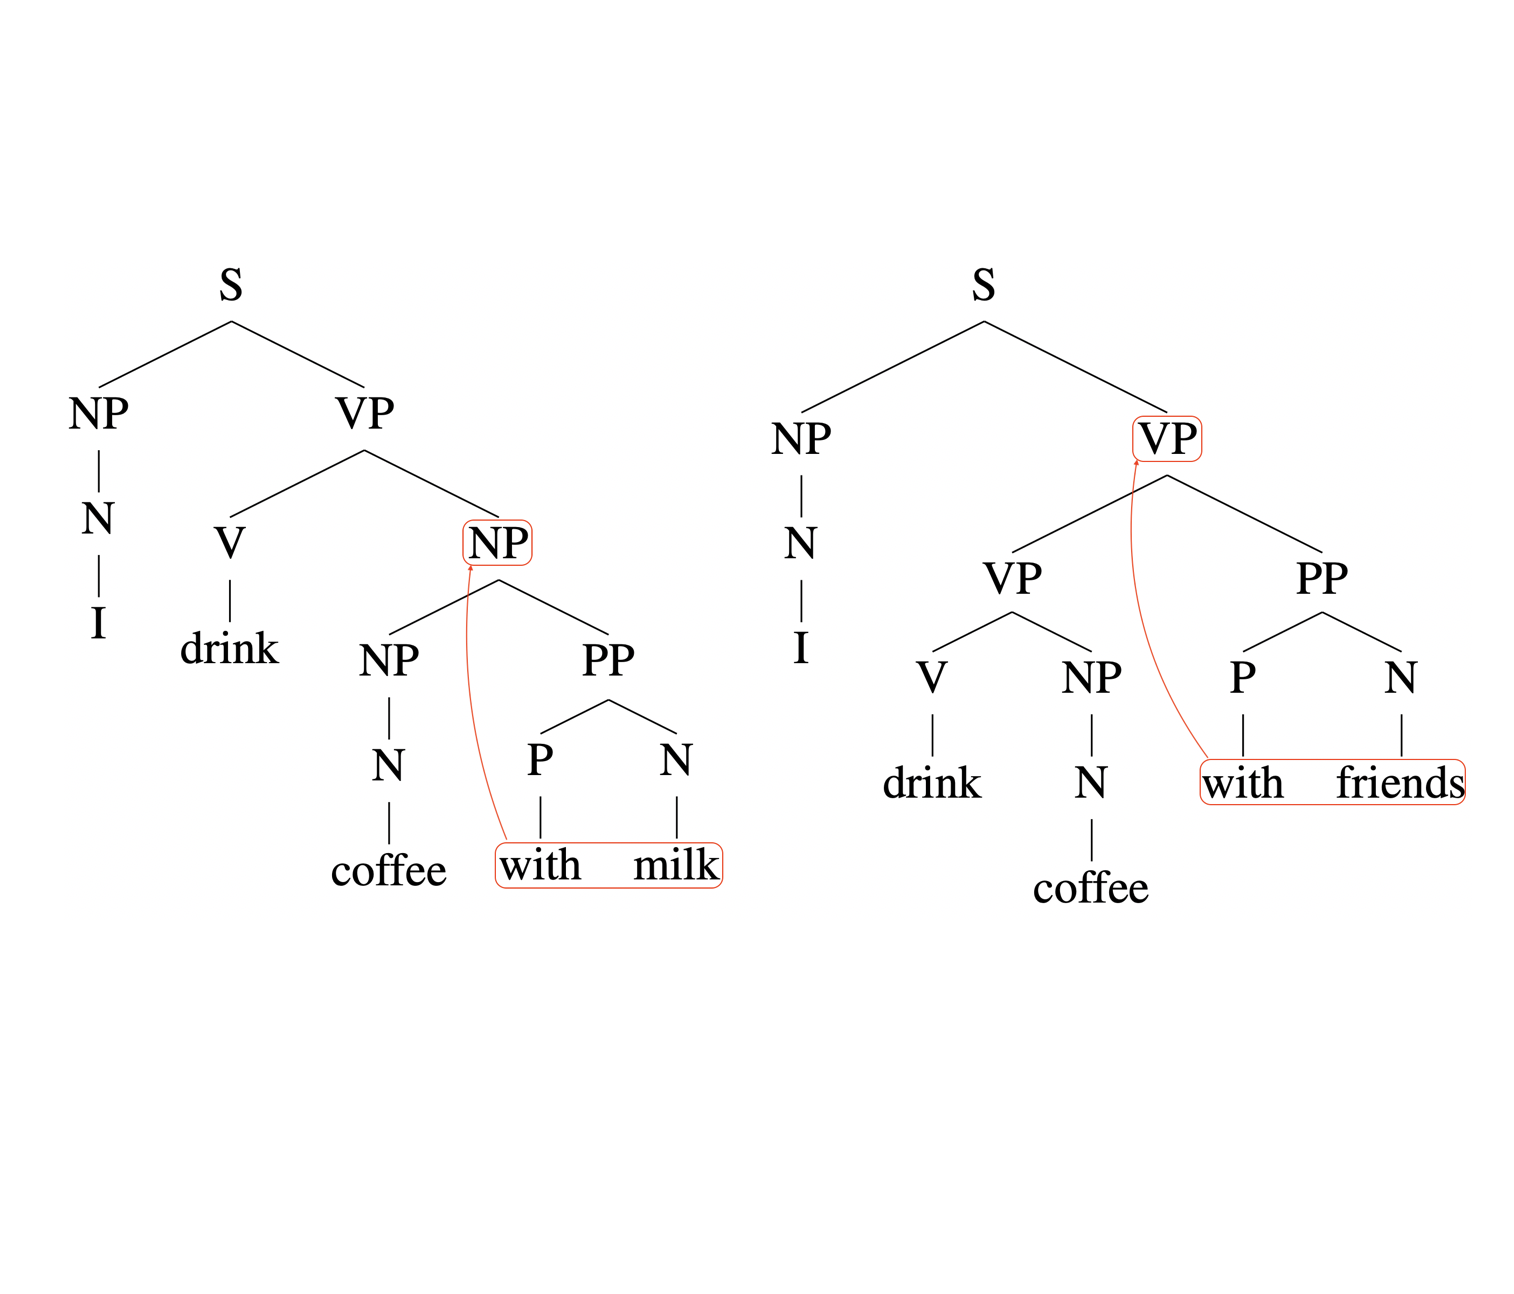 S
NP VP
N V NP
I drink NP PP
N P N
coffee with milk
S
NP VP
N VP PP
I V NP P N
drink N with friends
coffee